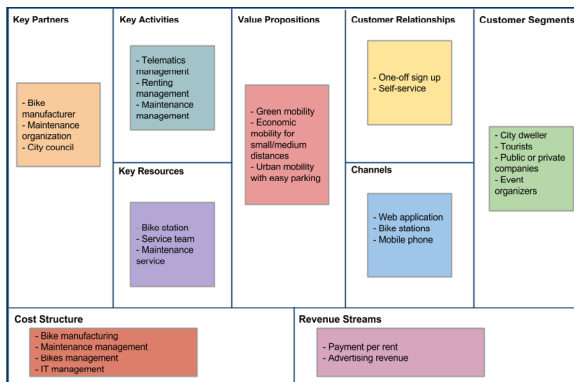 Key Partners
- Bike
manufacturer
- Maintenance
organization
- City council
Key Activities
- Telematics
management
- Renting
management
- Maintenance
management
Key Resources
- Bike station
- Service team
- Maintenance
service
Value Propositions
- Green mobility
- Economic
mobility for
small/medium
distances
- Urban mobility
with easy parking
Customer Relationships
- One-off sign up
- Self-service
Channels
- Web application
- Bike stations
- Mobile phone
Customer Segments
- City dweller
- Tourists
- Public or private
companies
- Event
organizers
Cost Structure
- Bike manufacturing
- Maintenance management
- Bikes management
- IT management
Revenue Streams
- Payment per rent
- Advertising revenue